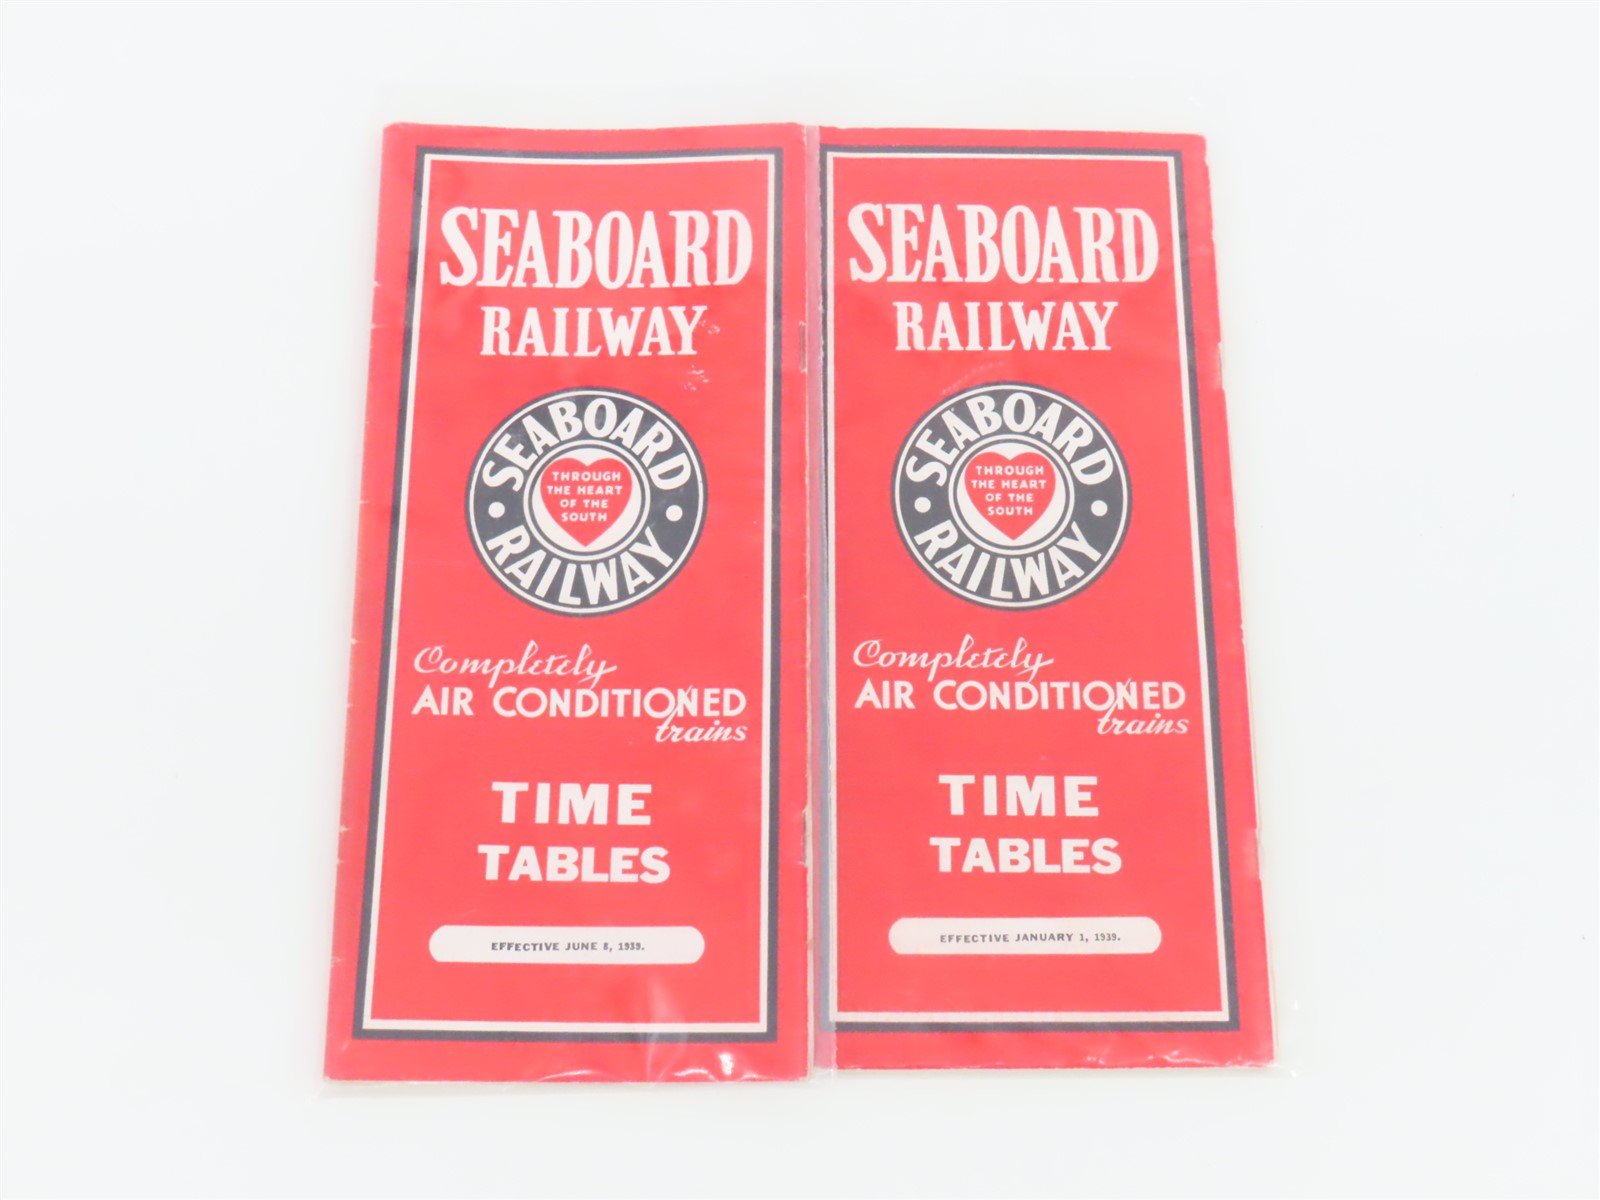 SEABOARD
RAILWAY
SEABOARD
THROUGH
THE HEART
OF THE
SOUTH
RAILWAY
Completely
AIR CONDITIONED
trains
TIME
TABLES
EFFECTIVE JUNE 8, 1939.
SEABOARD
RAILWAY
SEABOARD
THROUGH
THE HEART
OF THE
SOUTH
RAILWAY
Completely
AIR CONDITIONED
trains
TIME
TABLES
EFFECTIVE JANUARY 1, 1939.